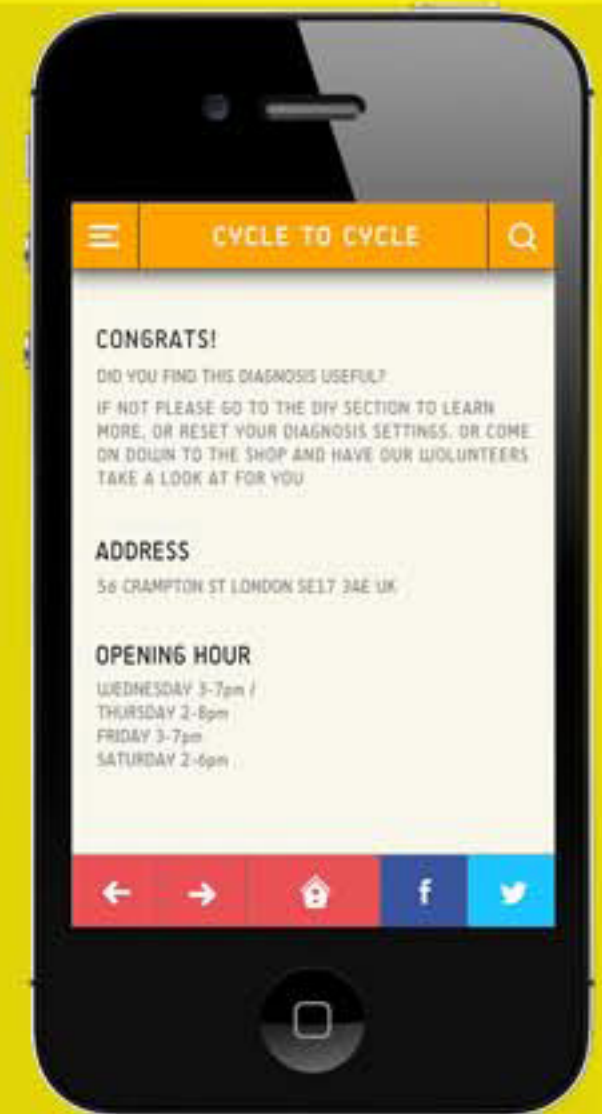 CYCLE TO CYCLE
CONGRATS!
DID YOU FIND THIS DIAGNOSIS USEFUL?
IF NOT PLEASE GO TO THE DIY SECTION TO LEARN
MORE, OR RESET YOUR DIAGNOSIS SETTINGS. OR COME
ON DOWN TO THE SHOP AND HAVE OUR WOLUNTEERS
TAKE A LOOK AT FOR YOU
ADDRESS
56 CRAMPTON ST LONDON SE17 3AE UK
OPENING HOUR
WEDNESDAY 3-7pm /
THURSDAY 2-8pm
FRIDAY 3-7pm
SATURDAY 2-6pm
f